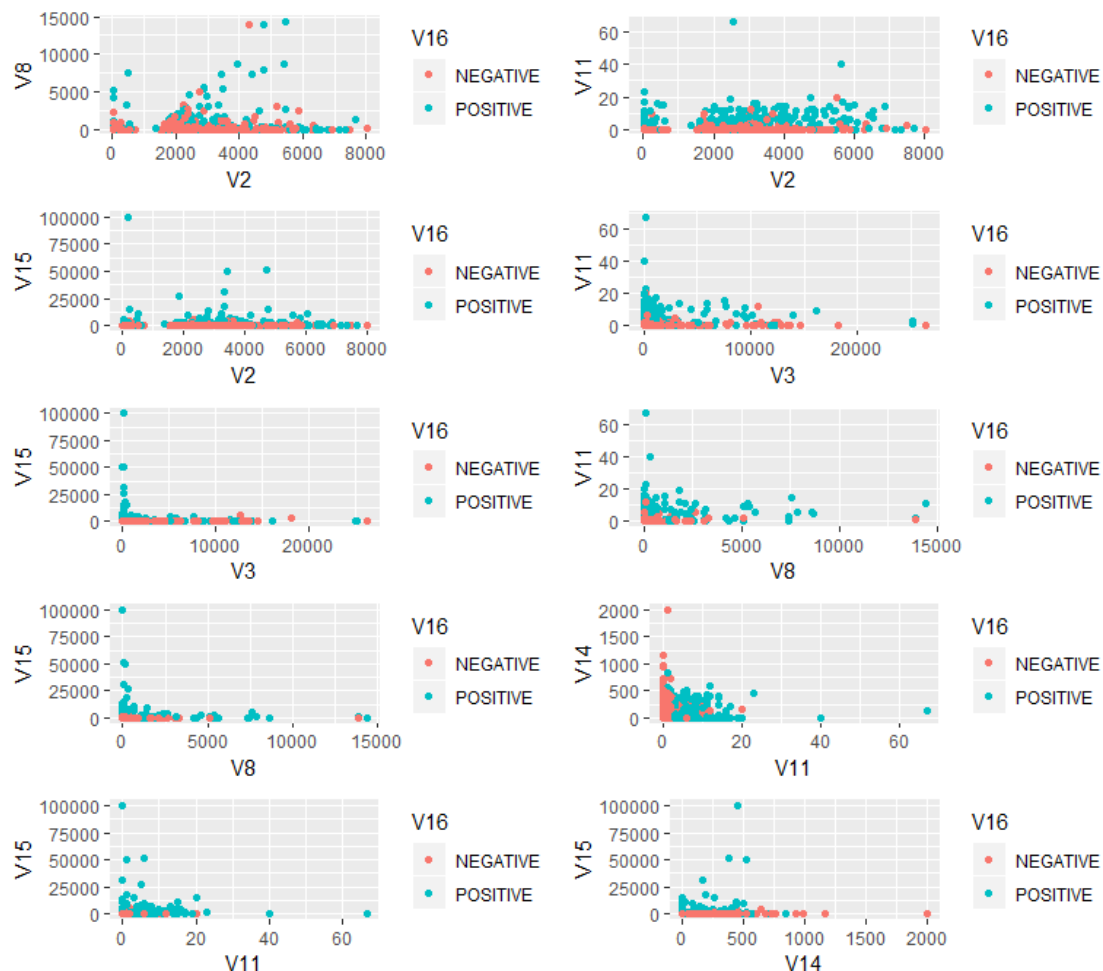 V8
15000
10000
5000
0
0 2000 4000 6000 8000
V2
V16
NEGATIVE
POSITIVE
V11
60
40
20
0
0 2000 4000 6000 8000
V2
V16
NEGATIVE
POSITIVE
V15
100000
75000
50000
25000
0
0 2000 4000 6000 8000
V2
V16
NEGATIVE
POSITIVE
V11
60
40
20
0
0 10000 20000
V3
V16
NEGATIVE
POSITIVE
V15
100000
75000
50000
25000
0
0 10000 20000
V3
V16
NEGATIVE
POSITIVE
V11
60
40
20
0
0 5000 10000 15000
V8
V16
NEGATIVE
POSITIVE
V15
100000
75000
50000
25000
0
0 5000 10000 15000
V8
V16
NEGATIVE
POSITIVE
V14
2000
1500
1000
500
0
0 20 40 60
V11
V16
NEGATIVE
POSITIVE
V15
100000
75000
50000
25000
0
0 20 40 60
V11
V16
NEGATIVE
POSITIVE
V15
100000
75000
50000
25000
0
0 500 1000 1500 2000
V14
V16
NEGATIVE
POSITIVE